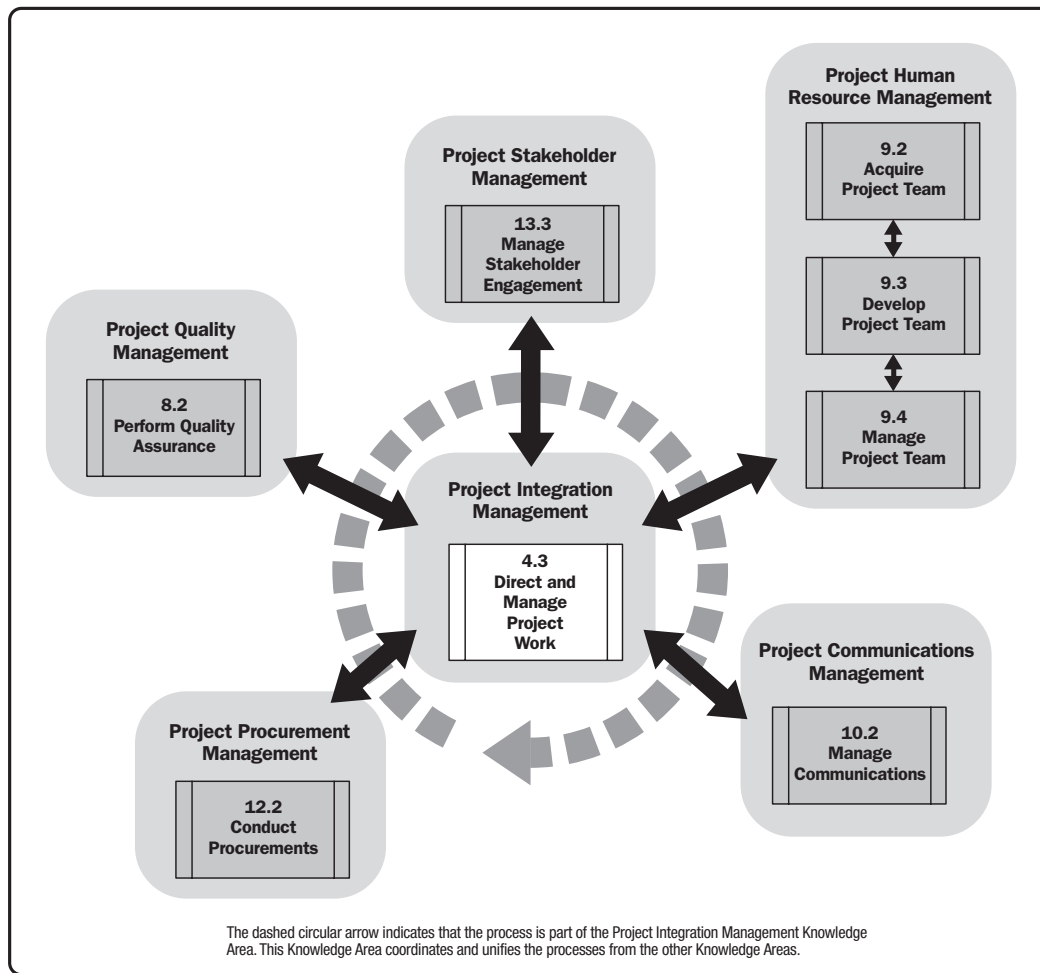 Project Human
Resource Management
9.2
Acquire
Project Team
9.3
Develop
Project Team
9.4
Manage
Project Team
Project Stakeholder
Management
13.3
Manage
Stakeholder
Engagement
Project Quality
Management
8.2
Perform Quality
Assurance
Project Integration
Management
4.3
Direct and
Manage
Project
Work
Project Communications
Management
10.2
Manage
Communications
Project Procurement
Management
12.2
Conduct
Procurements
The dashed circular arrow indicates that the process is part of the Project Integration Management Knowledge
Area. This Knowledge Area coordinates and unifies the processes from the other Knowledge Areas.